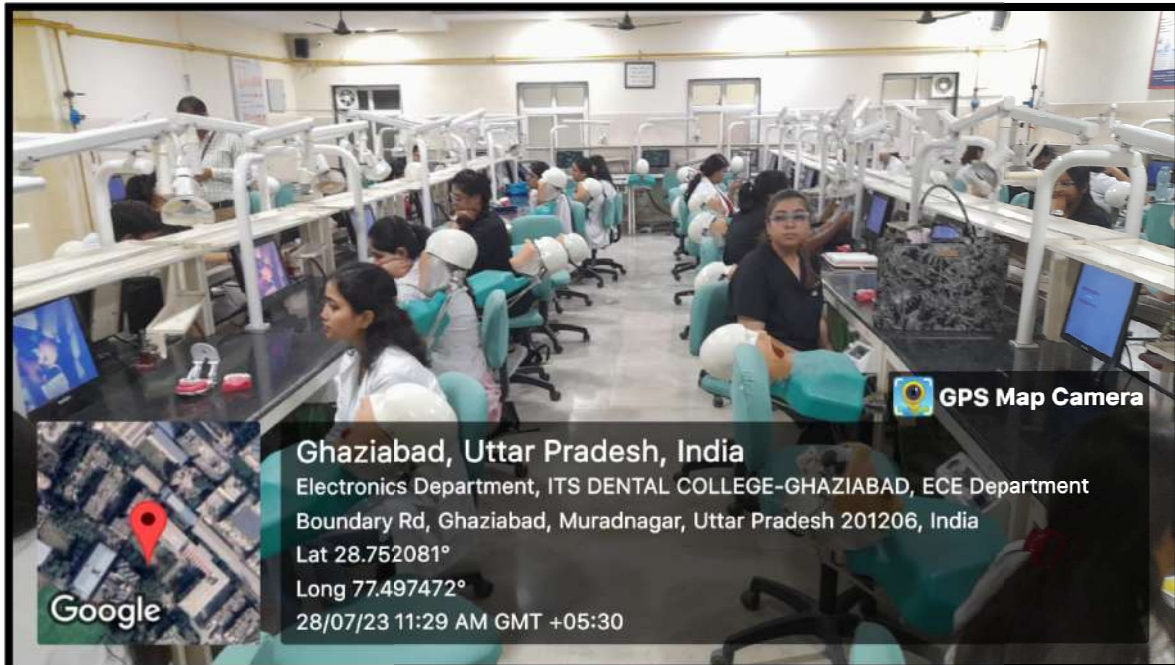 GPS Map Camera
Ghaziabad, Uttar Pradesh, India
Electronics Department, ITS DENTAL COLLEGE-GHAZIABAD, ECE Department
Boundary Rd, Ghaziabad, Muradnagar, Uttar Pradesh 201206, India
Lat 28.752081°
Long 77.497472°
28/07/23 11:29 AM GMT +05:30
Google